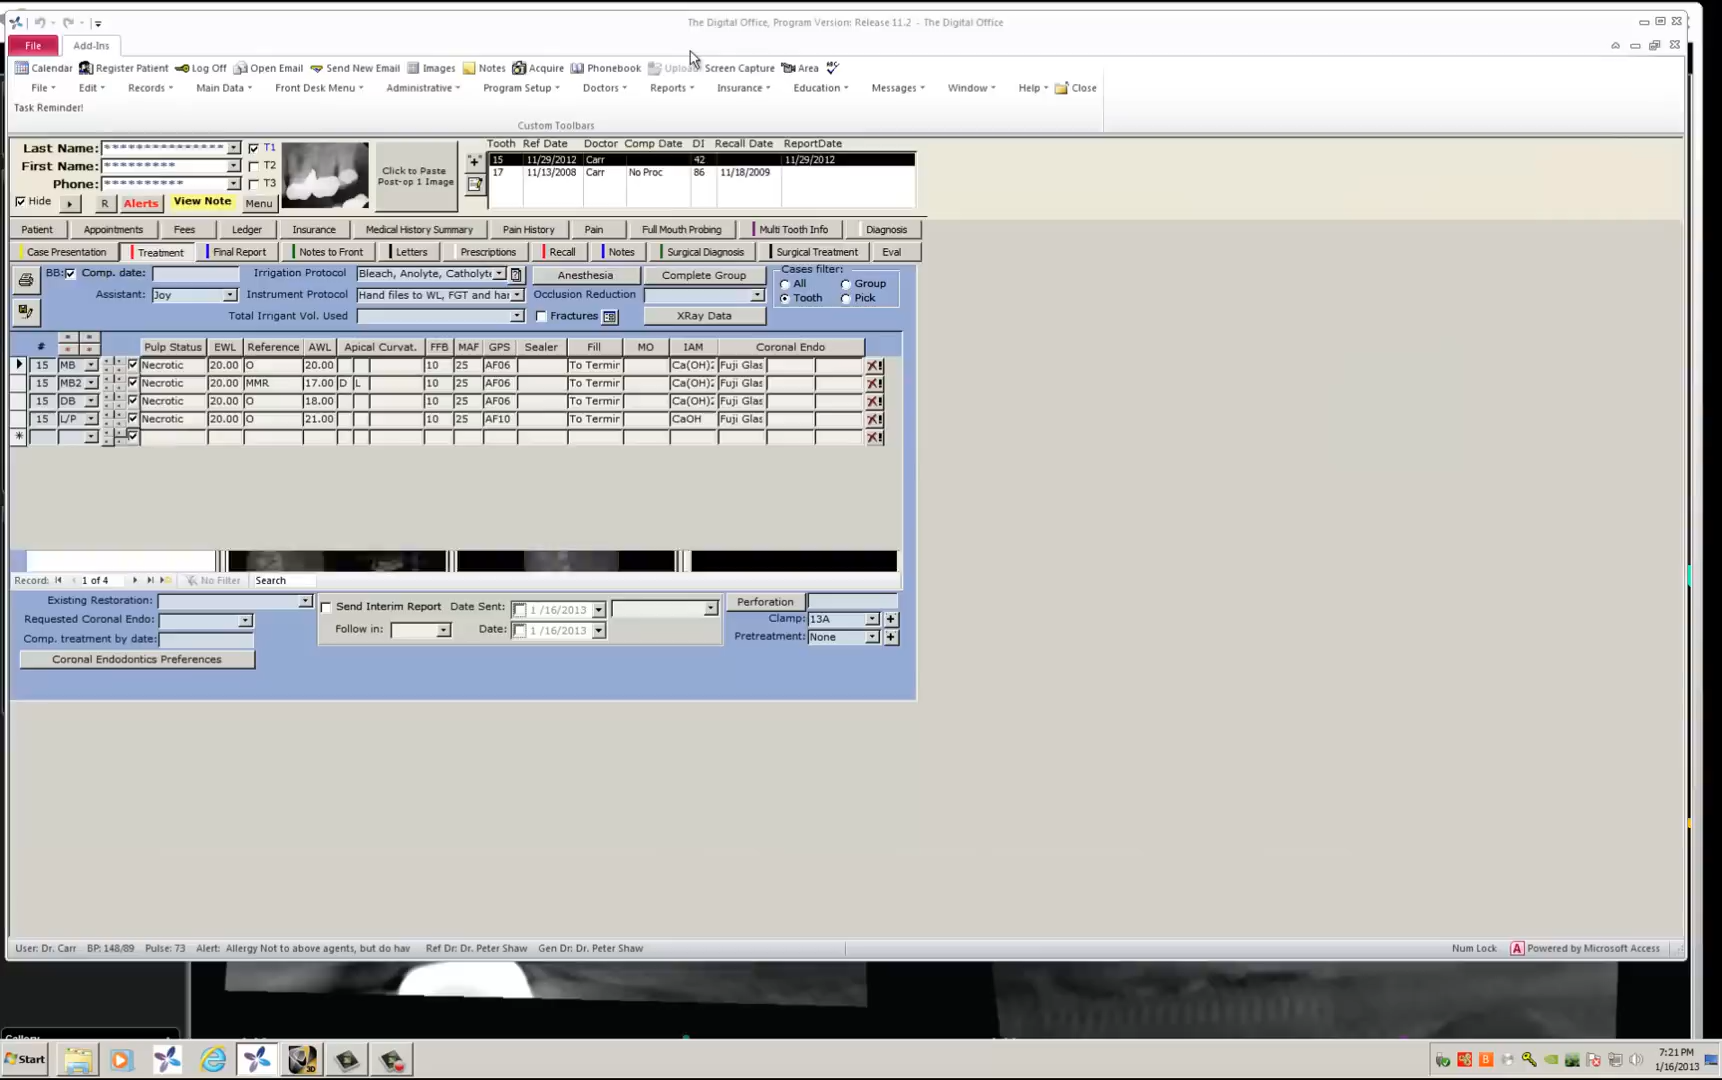 The Digital Office, Program Version: Release 11.2 - The Digital Office
File Add-Ins
Calendar Register Patient Log Off Open Email Send New Email Images Notes Acquire Phonebook Screen Capture Area
File Edit Records Main Data Front Desk Menu Administrative Program Setup Doctors Reports Insurance Education Messages Window Help Close
Task Reminder!
Custom Toolbars
Last Name: *************** T1
First Name: ********* T2
Phone: ********** T3
Hide R Alerts View Note Menu
Click to Paste
Post-op 1 Image
Tooth Ref Date Doctor Comp Date DI Recall Date ReportDate
15 11/29/2012 Carr 42 11/29/2012
17 11/13/2008 Carr No Proc 86 11/18/2009
Patient Appointments Fees Ledger Insurance Medical History Summary Pain History Pain Full Mouth Probing Multi Tooth Info Diagnosis
Case Presentation Treatment Final Report Notes to Front Letters Prescriptions Recall Notes Surgical Diagnosis Surgical Treatment Eval
BB: Comp. date: Irrigation Protocol Bleach, Anolyte, Catholyte Anesthesia Complete Group Cases filter:
All Group
Assistant: Joy Instrument Protocol Hand files to WL, FGT and har Occlusion Reduction Tooth Pick
Total Irrigant Vol. Used Fractures XRay Data
# Pulp Status EWL Reference AWL Apical Curvat. FFB MAF GPS Sealer Fill MO IAM Coronal Endo
15 MB Necrotic 20.00 O 20.00 10 25 AF06 To Termir Ca(OH)2 Fuji Glas
15 MB2 Necrotic 20.00 MMR 17.00 D L 10 25 AF06 To Termir Ca(OH)2 Fuji Glas
15 DB Necrotic 20.00 O 18.00 10 25 AF06 To Termir Ca(OH)2 Fuji Glas
15 L/P Necrotic 20.00 O 21.00 10 25 AF10 To Termir CaOH Fuji Glas
Record: 1 of 4 No Filter Search
Existing Restoration: Send Interim Report Date Sent: 1 /16/2013 Perforation
Requested Coronal Endo: Follow in: Date: 1 /16/2013 Clamp: 13A
Comp. treatment by date: Pretreatment: None
Coronal Endodontics Preferences
User: Dr. Carr BP: 148/89 Pulse: 73 Alert: Allergy Not to above agents, but do hav Ref Dr: Dr. Peter Shaw Gen Dr: Dr. Peter Shaw Num Lock Powered by Microsoft Access
Start 7:21 PM
1/16/2013